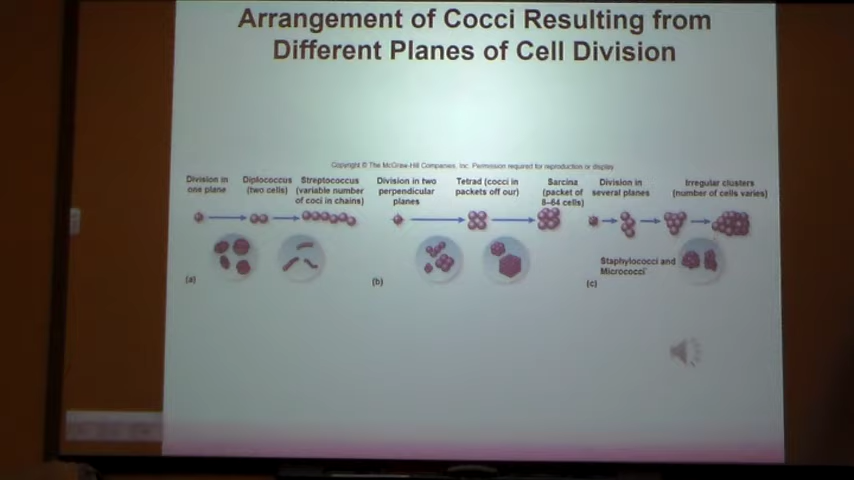 Arrangement of Cocci Resulting from
Different Planes of Cell Division
Copyright © The McGraw-Hill Companies, Inc. Permission required for reproduction or display
Division in
one plane
Diplococcus
(two cells)
Streptococcus
(variable number
of coci in chains)
Division in two
perpendicular
planes
Tetrad (cocci in
packets off our)
Sarcina
(packet of
8–64 cells)
Division in
several planes
Irregular clusters
(number of cells varies)
Staphylococci and
Micrococci
(a)
(b)
(c)